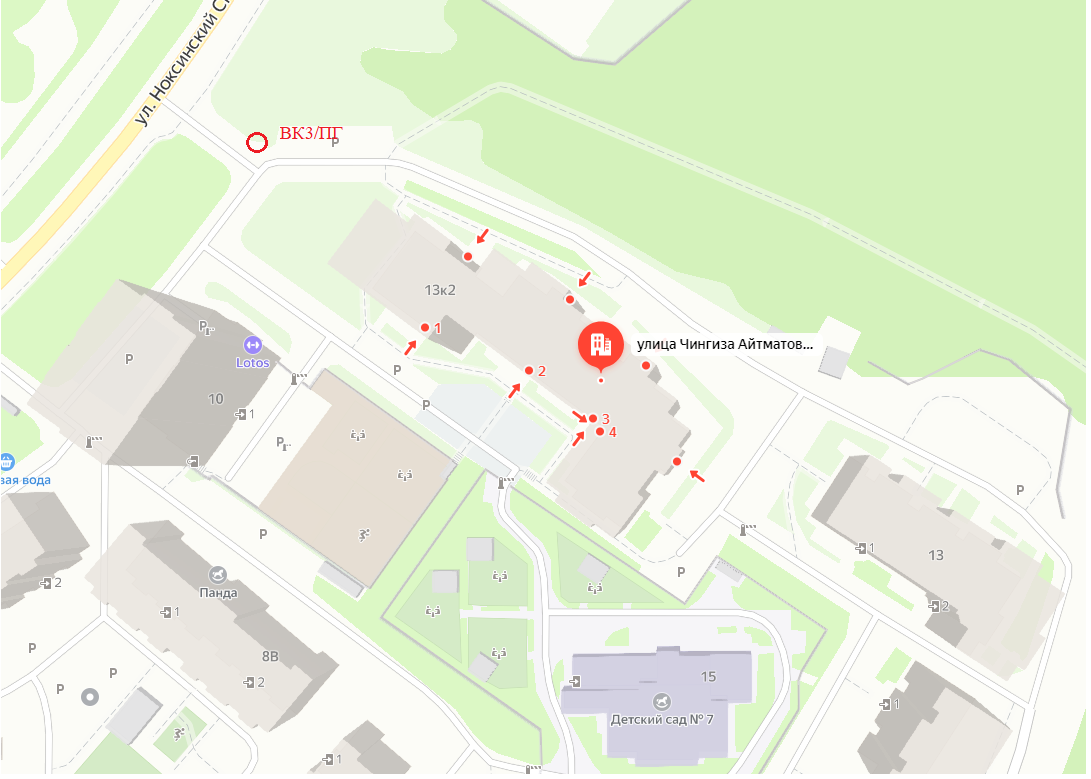 ул. Ноксинский С
ВК3/ПГ
Р
13к2
1
улица Чингиза Айтматов...
2
3
4
Р
Р
Lotos
10
1
Р
Р
Р
Р
вая вода
Р
2
Панда
1
8В
2
Р
Р
Р
1
Р
15
Детский сад № 7
Р
1
13
2
1